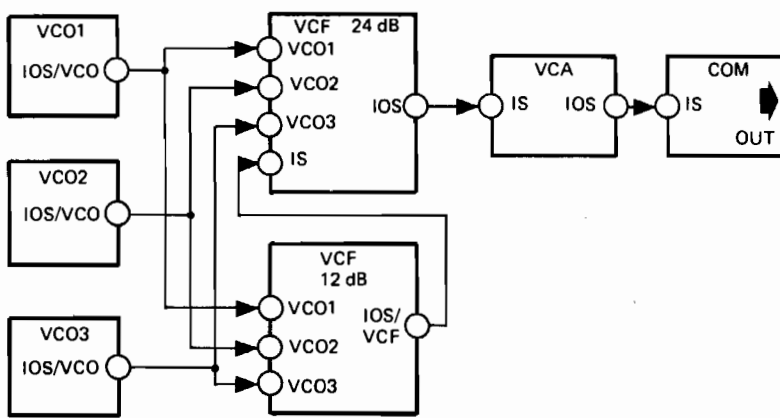 VCO1
IOS/VCO
VCO2
IOS/VCO
VCO3
IOS/VCO
VCF 24 dB
VCO1
VCO2
VCO3
IS
IOS
VCF
12 dB
VCO1
VCO2
VCO3
IOS/
VCF
VCA
IS
IOS
COM
IS
OUT